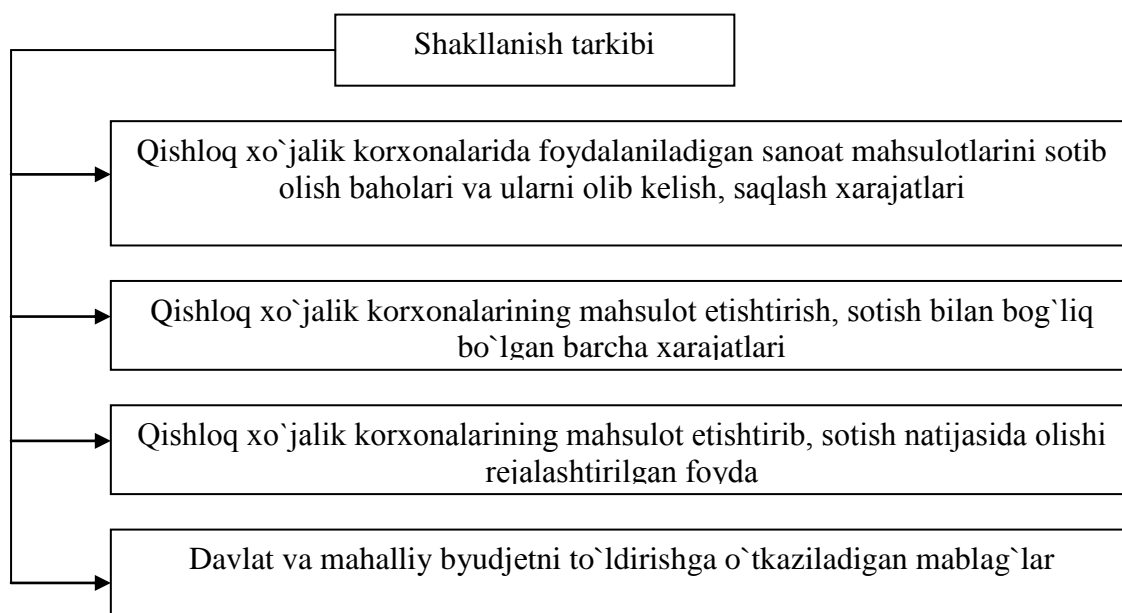 Shakllanish tarkibi
Qishloq xo`jalik korxonalarida foydalaniladigan sanoat mahsulotlarini sotib
olish baholari va ularni olib kelish, saqlash xarajatlari
Qishloq xo`jalik korxonalarining mahsulot etishtirish, sotish bilan bog`liq
bo`lgan barcha xarajatlari
Qishloq xo`jalik korxonalarining mahsulot etishtirib, sotish natijasida olishi
rejalashtirilgan foyda
Davlat va mahalliy byudjetni to`ldirishga o`tkaziladigan mablag`lar